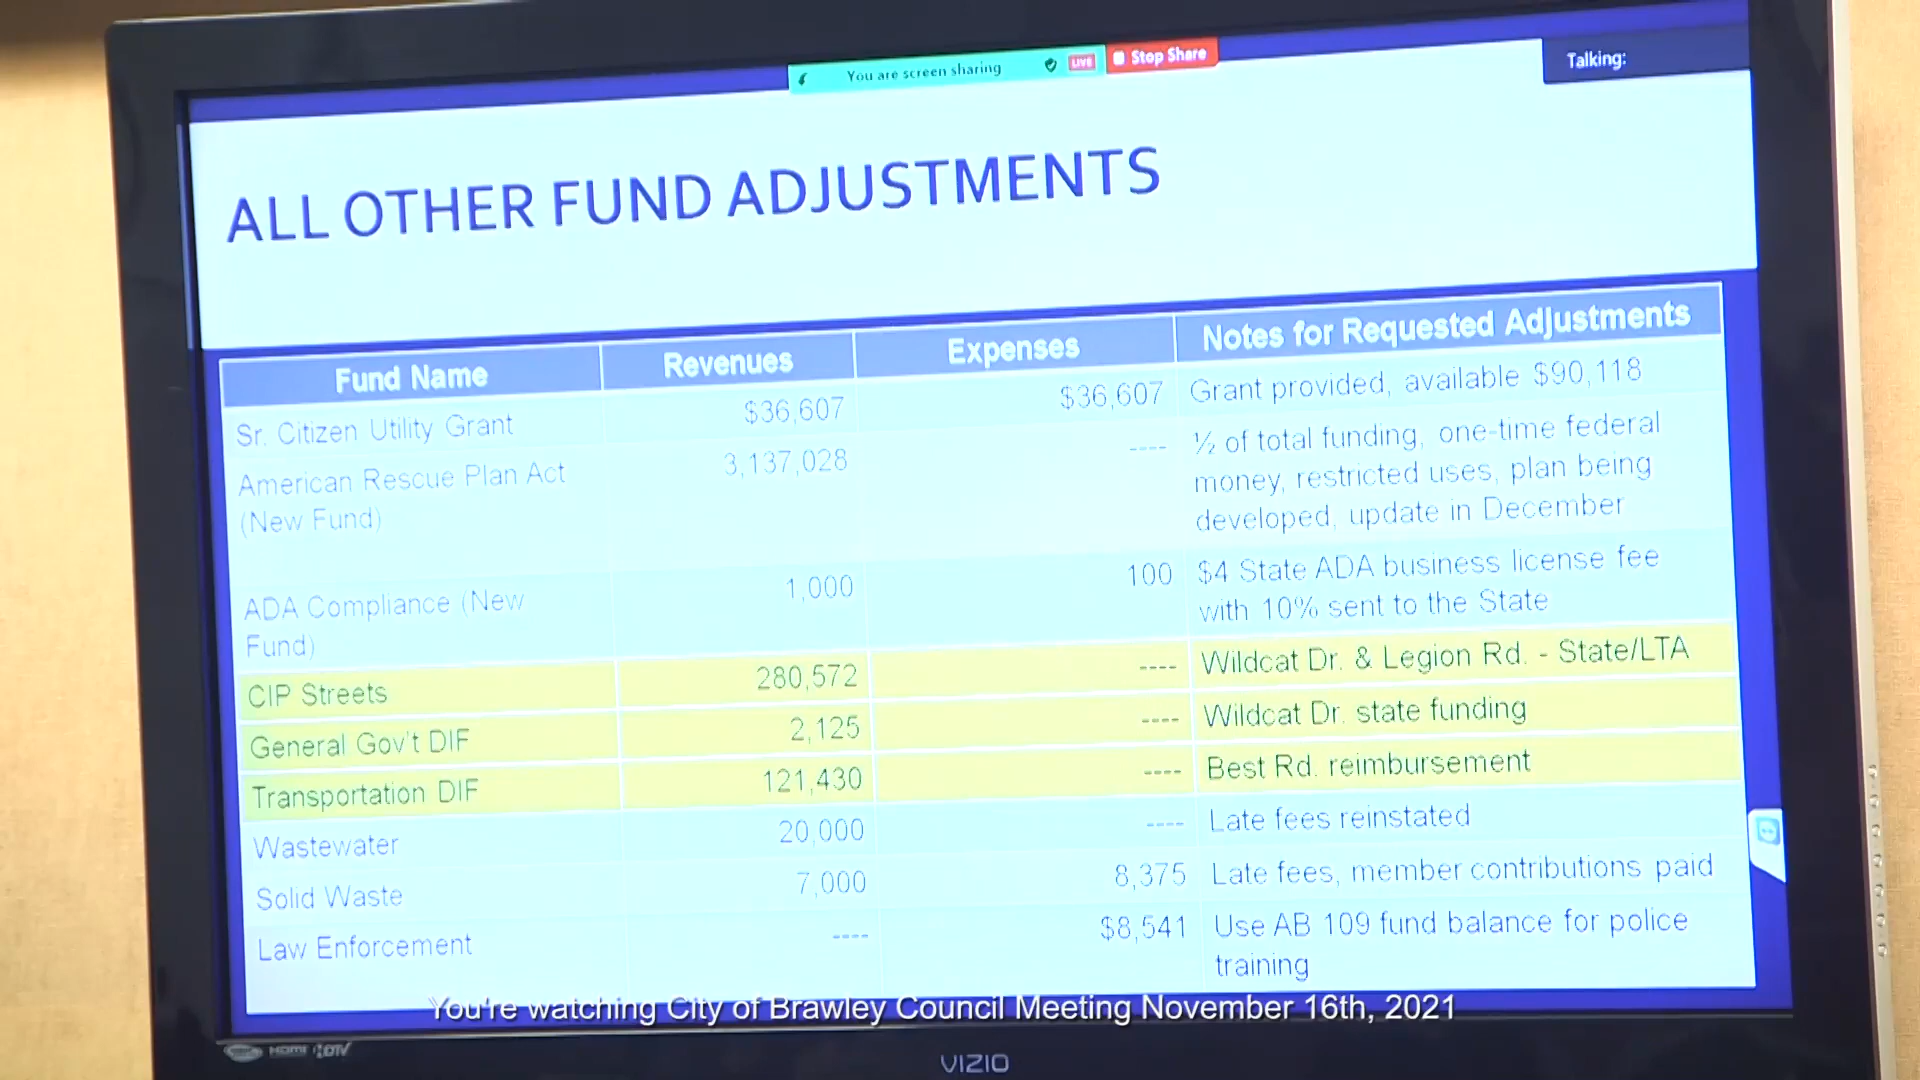 You are screen sharing LIVE Stop Share
Talking:
ALL OTHER FUND ADJUSTMENTS
Fund Name Revenues Expenses Notes for Requested Adjustments
Sr. Citizen Utility Grant $36,607 $36,607 Grant provided, available $90,118
American Rescue Plan Act 3,137,028 ---- ½ of total funding, one-time federal
(New Fund) money, restricted uses, plan being
developed, update in December
ADA Compliance (New 1,000 100 $4 State ADA business license fee
Fund) with 10% sent to the State
CIP Streets 280,572 ---- Wildcat Dr. & Legion Rd. - State/LTA
General Gov't DIF 2,125 ---- Wildcat Dr. state funding
Transportation DIF 121,430 ---- Best Rd. reimbursement
Wastewater 20,000 ---- Late fees reinstated
Solid Waste 7,000 8,375 Late fees, member contributions paid
Law Enforcement ---- $8,541 Use AB 109 fund balance for police
training
You're watching City of Brawley Council Meeting November 16th, 2021
HDMI HDTV
VIZIO